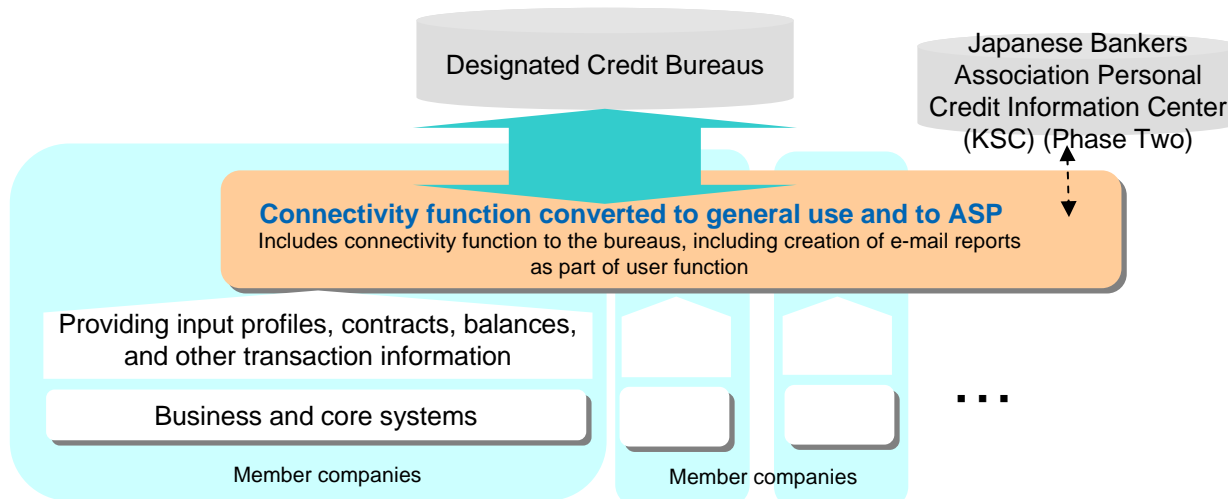 Designated Credit Bureaus
Japanese Bankers
Association Personal
Credit Information Center
(KSC) (Phase Two)
Connectivity function converted to general use and to ASP
Includes connectivity function to the bureaus, including creation of e-mail reports
as part of user function
Providing input profiles, contracts, balances,
and other transaction information
Business and core systems
...
Member companies
Member companies